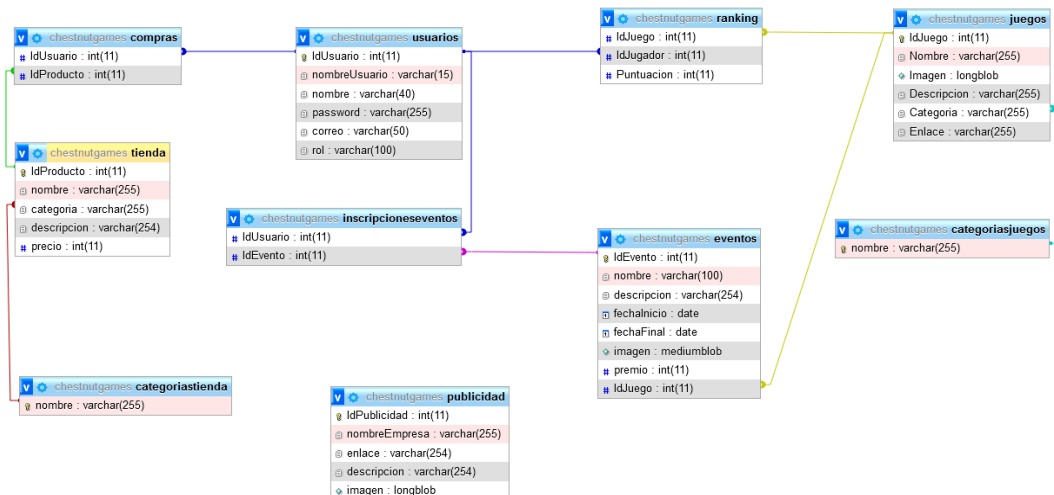 chestnutgames compras
IdUsuario : int(11)
IdProducto : int(11)
chestnutgames usuarios
IdUsuario : int(11)
nombreUsuario : varchar(15)
nombre : varchar(40)
password : varchar(255)
correo : varchar(50)
rol : varchar(100)
chestnutgames ranking
IdJuego : int(11)
IdJugador : int(11)
Puntuacion : int(11)
chestnutgames juegos
IdJuego : int(11)
Nombre : varchar(255)
Imagen : longblob
Descripcion : varchar(255)
Categoria : varchar(255)
Enlace : varchar(255)
chestnutgames tienda
IdProducto : int(11)
nombre : varchar(255)
categoria : varchar(255)
descripcion : varchar(254)
precio : int(11)
chestnutgames inscripcioneseventos
IdUsuario : int(11)
IdEvento : int(11)
chestnutgames eventos
IdEvento : int(11)
nombre : varchar(100)
descripcion : varchar(254)
fechaInicio : date
fechaFinal : date
imagen : mediumblob
premio : int(11)
IdJuego : int(11)
chestnutgames categoriasjuegos
nombre : varchar(255)
chestnutgames categoriastienda
nombre : varchar(255)
chestnutgames publicidad
IdPublicidad : int(11)
nombreEmpresa : varchar(255)
enlace : varchar(254)
descripcion : varchar(254)
imagen : longblob